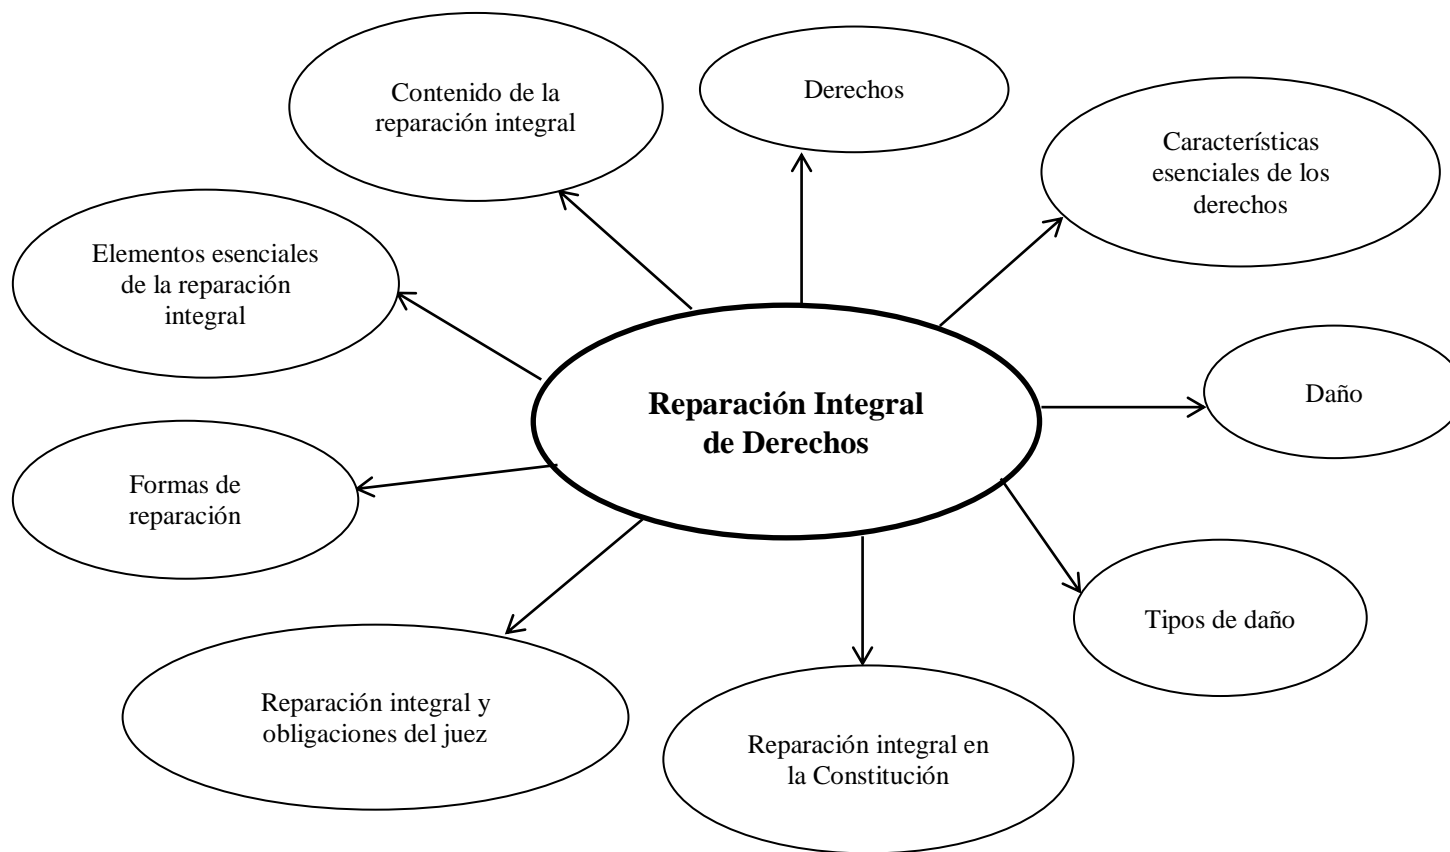 Contenido de la
reparación integral
Derechos
Características
esenciales de los
derechos
Elementos esenciales
de la reparación
integral
Reparación Integral
de Derechos
Daño
Formas de
reparación
Tipos de daño
Reparación integral y
obligaciones del juez
Reparación integral en
la Constitución